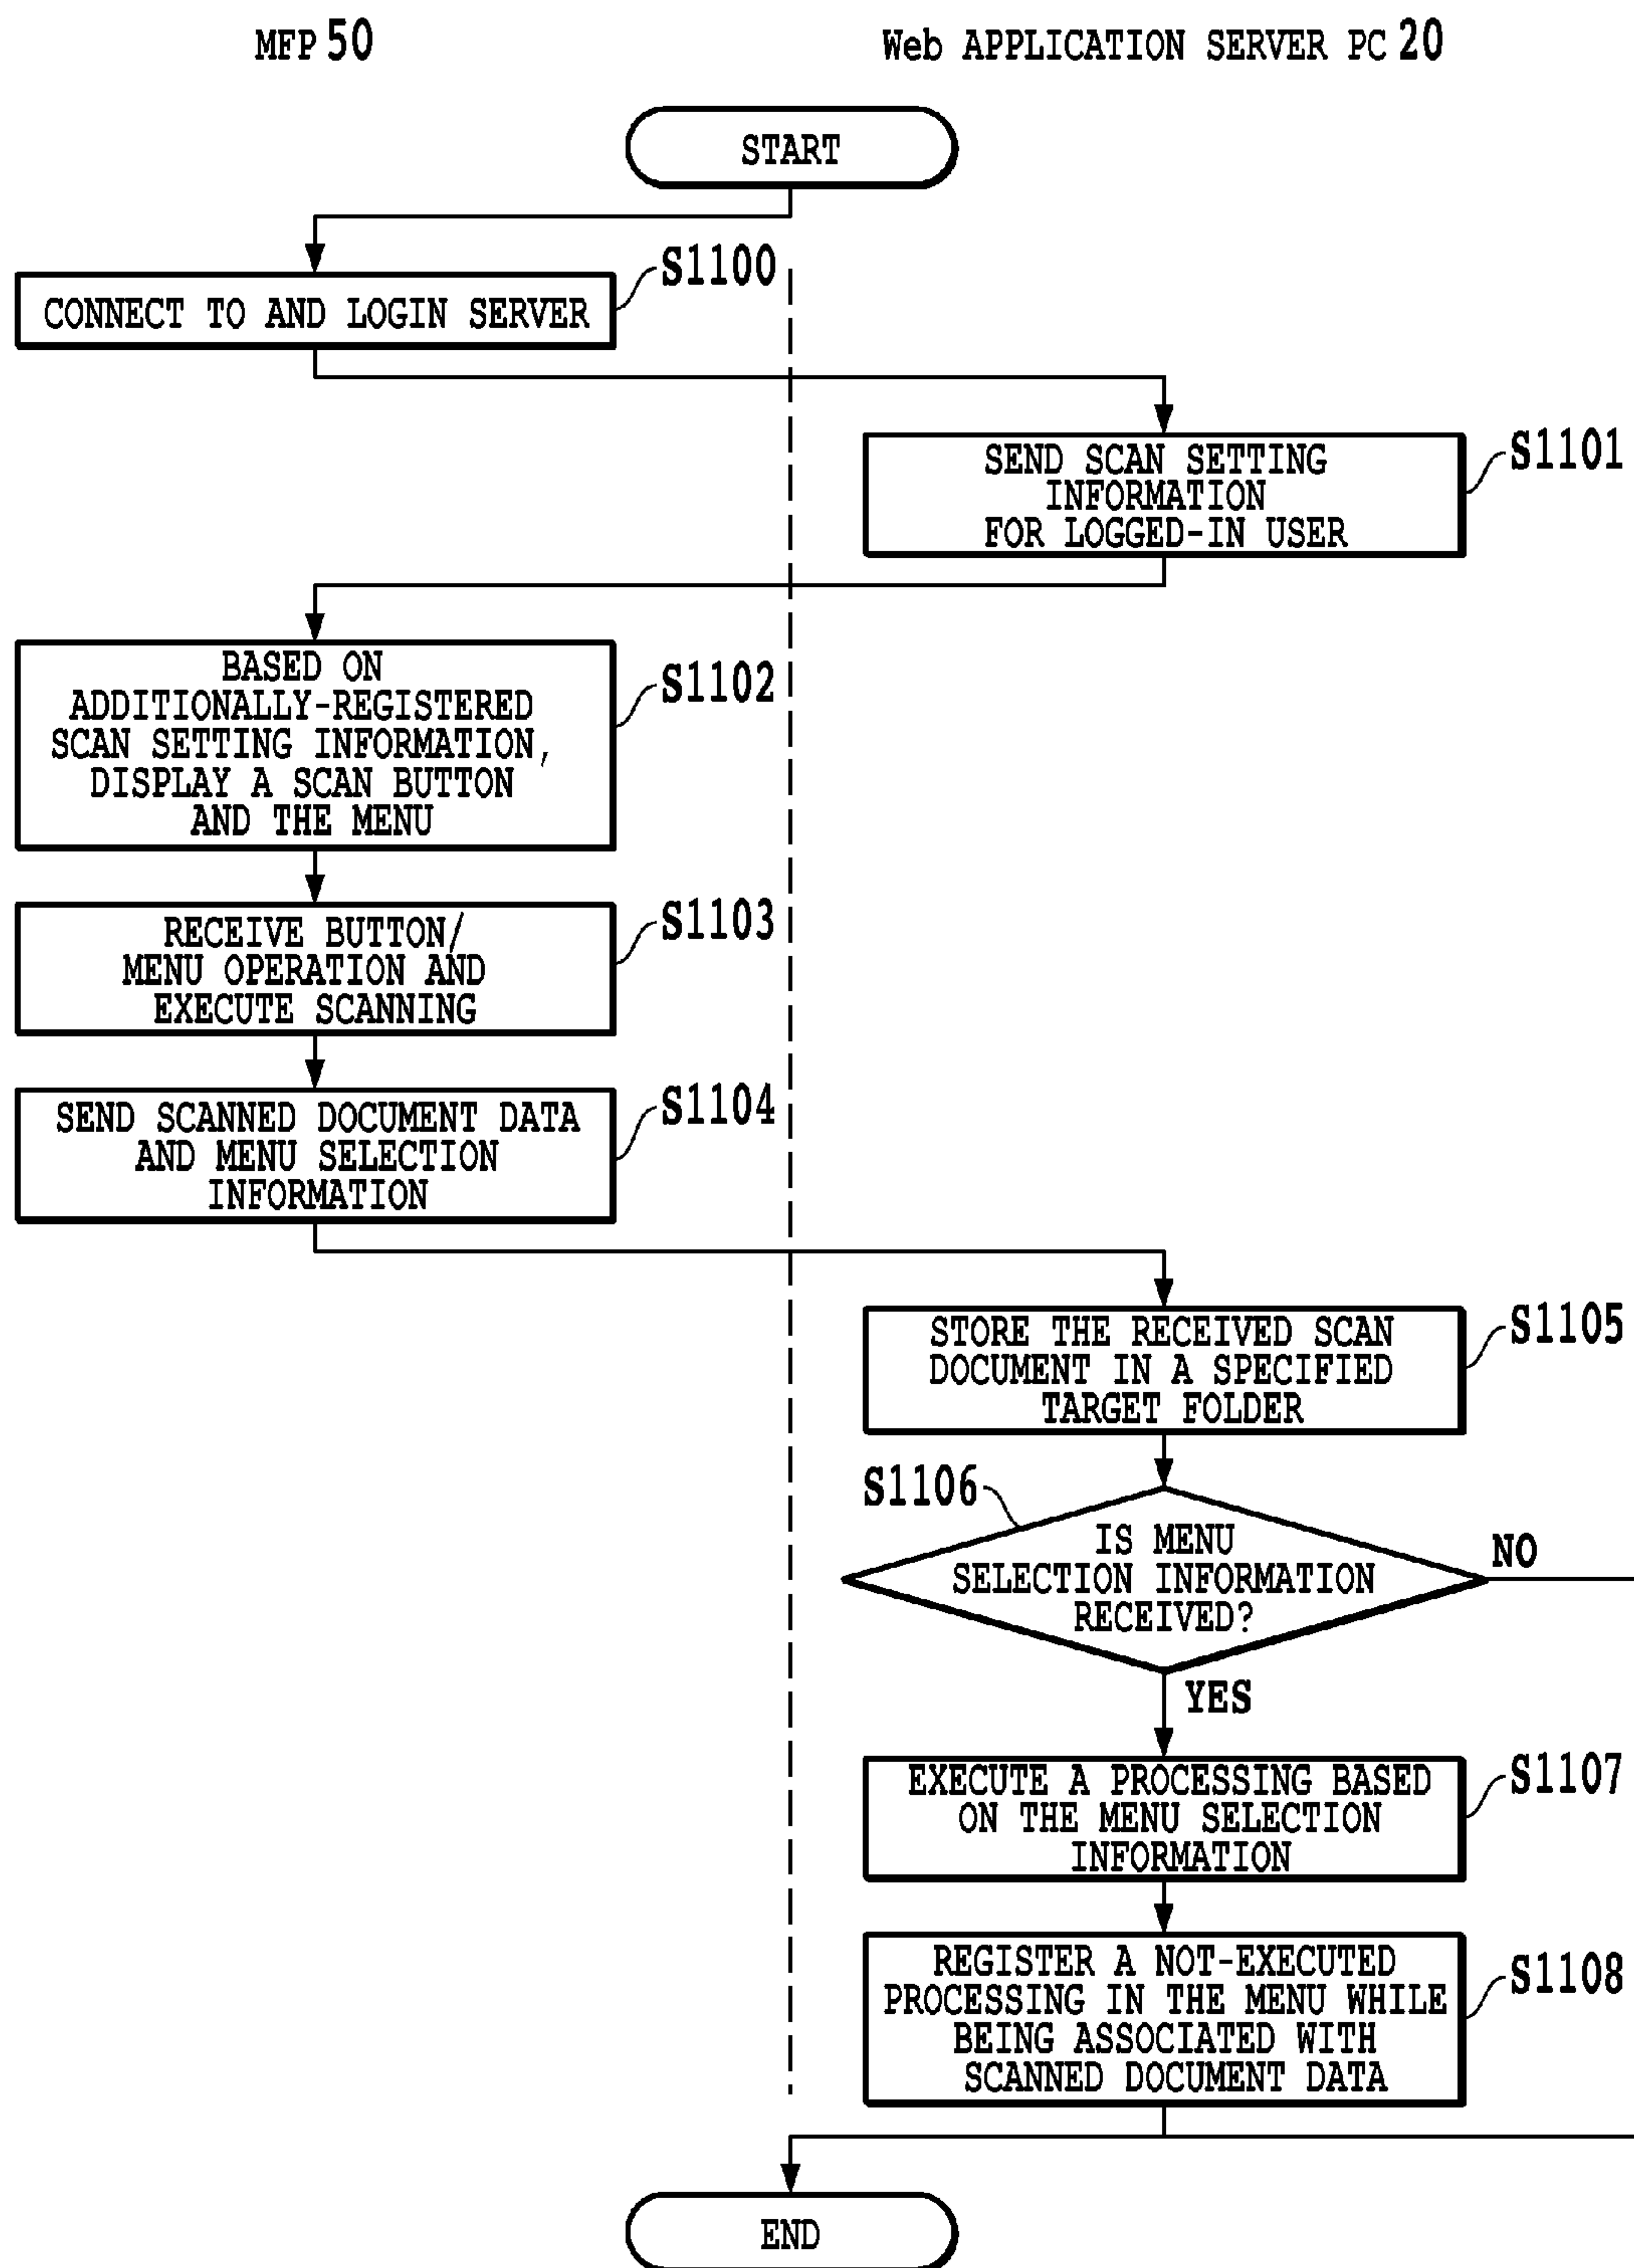 MFP 50
Web APPLICATION SERVER PC 20
START
S1100
CONNECT TO AND LOGIN SERVER
S1101
SEND SCAN SETTING
INFORMATION
FOR LOGGED-IN USER
S1102
BASED ON
ADDITIONALLY-REGISTERED
SCAN SETTING INFORMATION,
DISPLAY A SCAN BUTTON
AND THE MENU
S1103
RECEIVE BUTTON/
MENU OPERATION AND
EXECUTE SCANNING
S1104
SEND SCANNED DOCUMENT DATA
AND MENU SELECTION
INFORMATION
S1105
STORE THE RECEIVED SCAN
DOCUMENT IN A SPECIFIED
TARGET FOLDER
S1106
IS MENU
SELECTION INFORMATION
RECEIVED?
NO
YES
S1107
EXECUTE A PROCESSING BASED
ON THE MENU SELECTION
INFORMATION
S1108
REGISTER A NOT-EXECUTED
PROCESSING IN THE MENU WHILE
BEING ASSOCIATED WITH
SCANNED DOCUMENT DATA
END